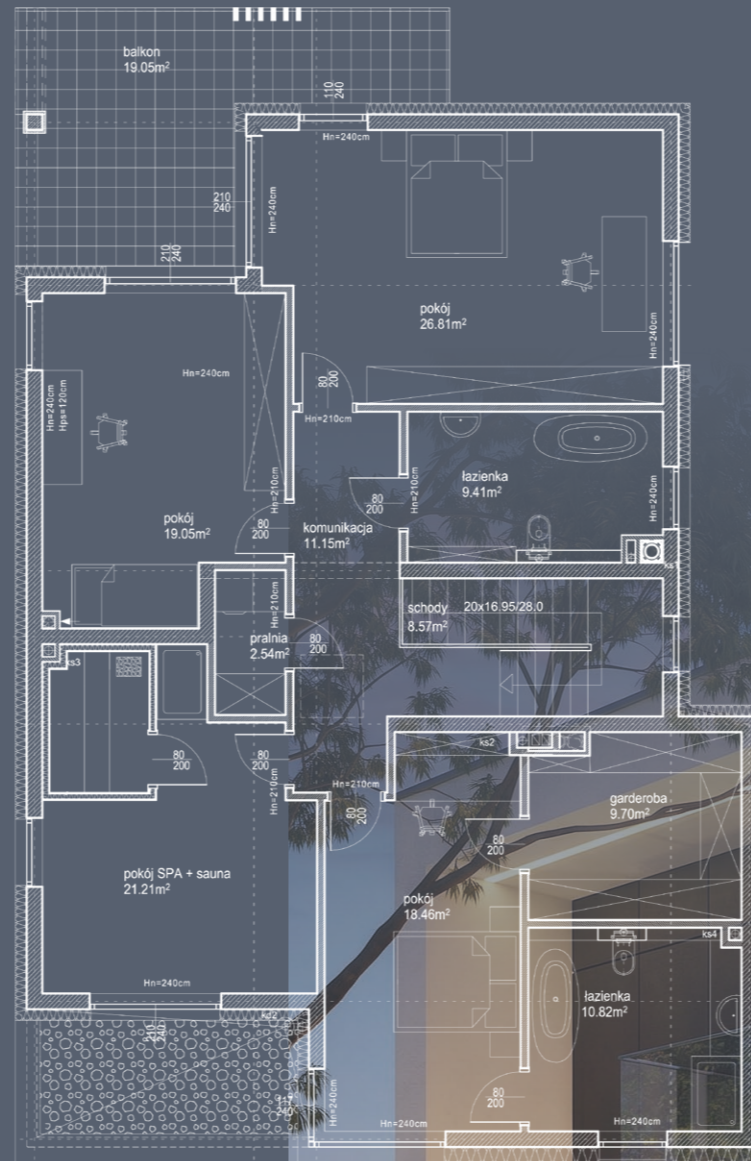 balkon
19.05m²
110
240
Hn=240cm
210
240
Hn=240cm
210
240
pokój
26.81m²
Hn=240cm
Hn=240cm
Hn=240cm
Hps=120cm
80
200
Hn=210cm
łazienka
9.41m²
Hn=240cm
Hn=210cm
Hn=210cm
80
200
pokój
19.05m²
80
200
komunikacja
11.15m²
schody
8.57m²
20x16.95/28.0
Hn=210cm
pralnia
2.54m²
80
200
ks3
80
200
80
200
Hn=210cm
ks2
Hn=210cm
80
200
garderoba
9.70m²
80
200
pokój SPA + sauna
21.21m²
pokój
18.46m²
ks4
Hn=240cm
łazienka
10.82m²
ks2
210
240
117
240
80
200
Hn=240cm
Hn=240cm